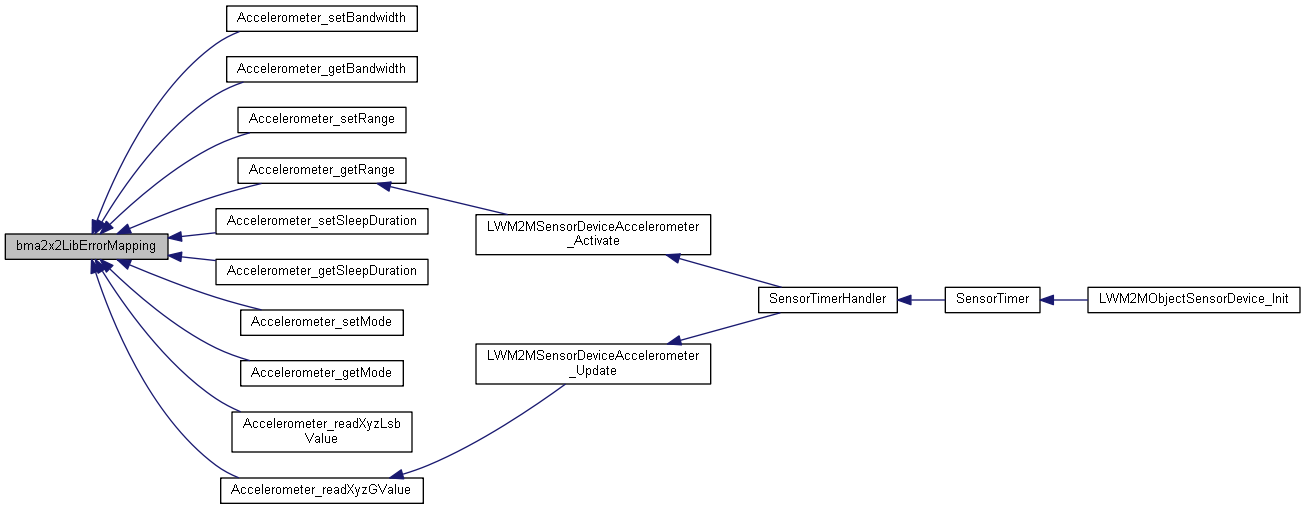 Accelerometer_setBandwidth
Accelerometer_getBandwidth
Accelerometer_setRange
Accelerometer_getRange
bma2x2LibErrorMapping
Accelerometer_setSleepDuration
Accelerometer_getSleepDuration
Accelerometer_setMode
Accelerometer_getMode
Accelerometer_readXyzLsb
Value
Accelerometer_readXyzGValue
LWM2MSensorDeviceAccelerometer
_Activate
LWM2MSensorDeviceAccelerometer
_Update
SensorTimerHandler
SensorTimer
LWM2MObjectSensorDevice_Init